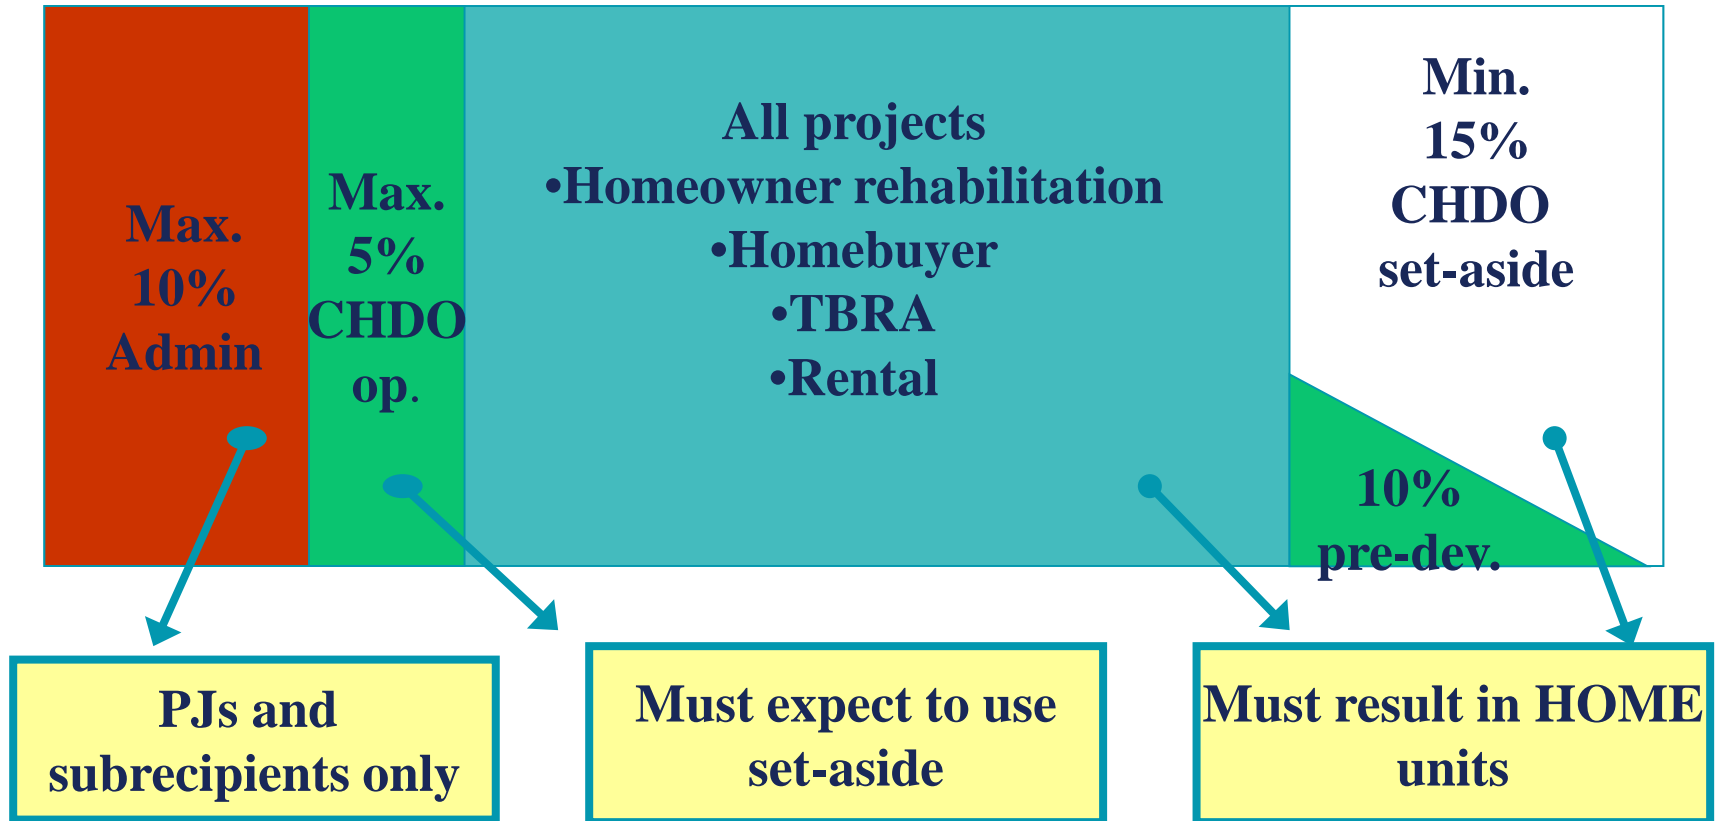 Max.
10%
Admin
Max.
5%
CHDO
op.
All projects
•Homeowner rehabilitation
•Homebuyer
•TBRA
•Rental
Min.
15%
CHDO
set-aside
10%
pre-dev.
PJs and
subrecipients only
Must expect to use
set-aside
Must result in HOME
units